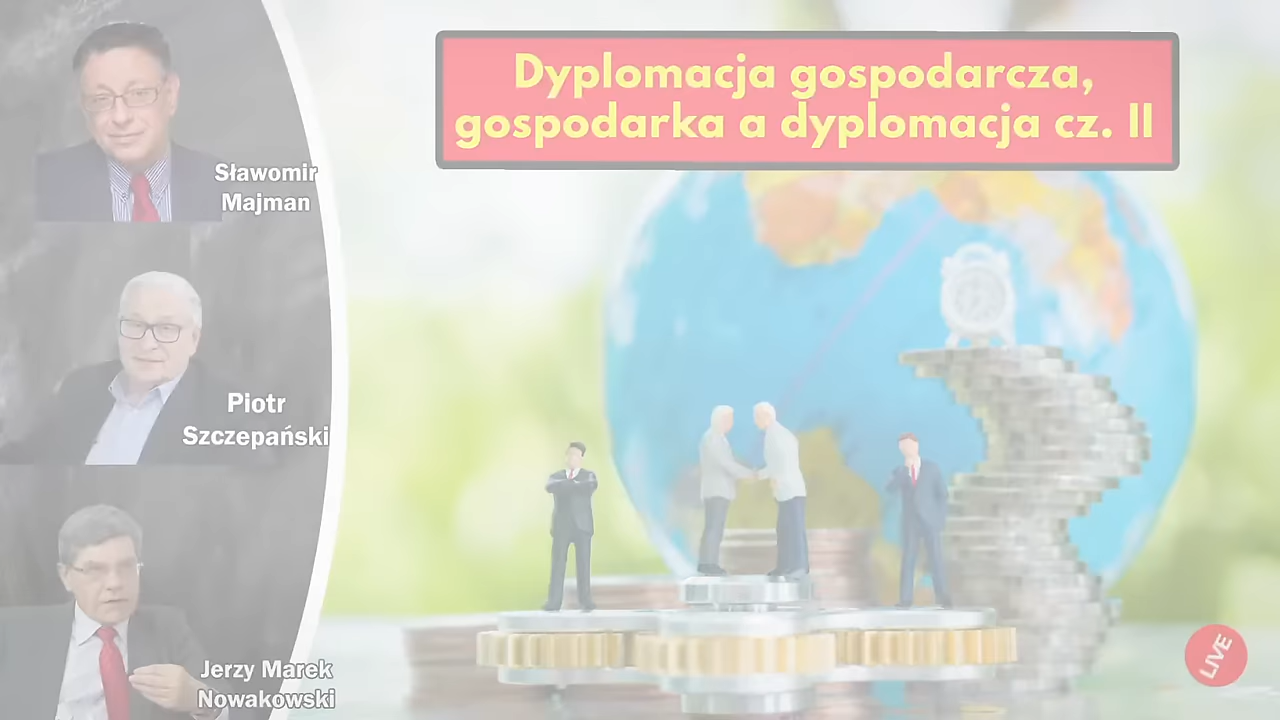 Dyplomacja gospodarcza,
gospodarka a dyplomacja cz. II
Sławomir
Majman
Piotr
Szczepański
Jerzy Marek
Nowakowski
LIVE